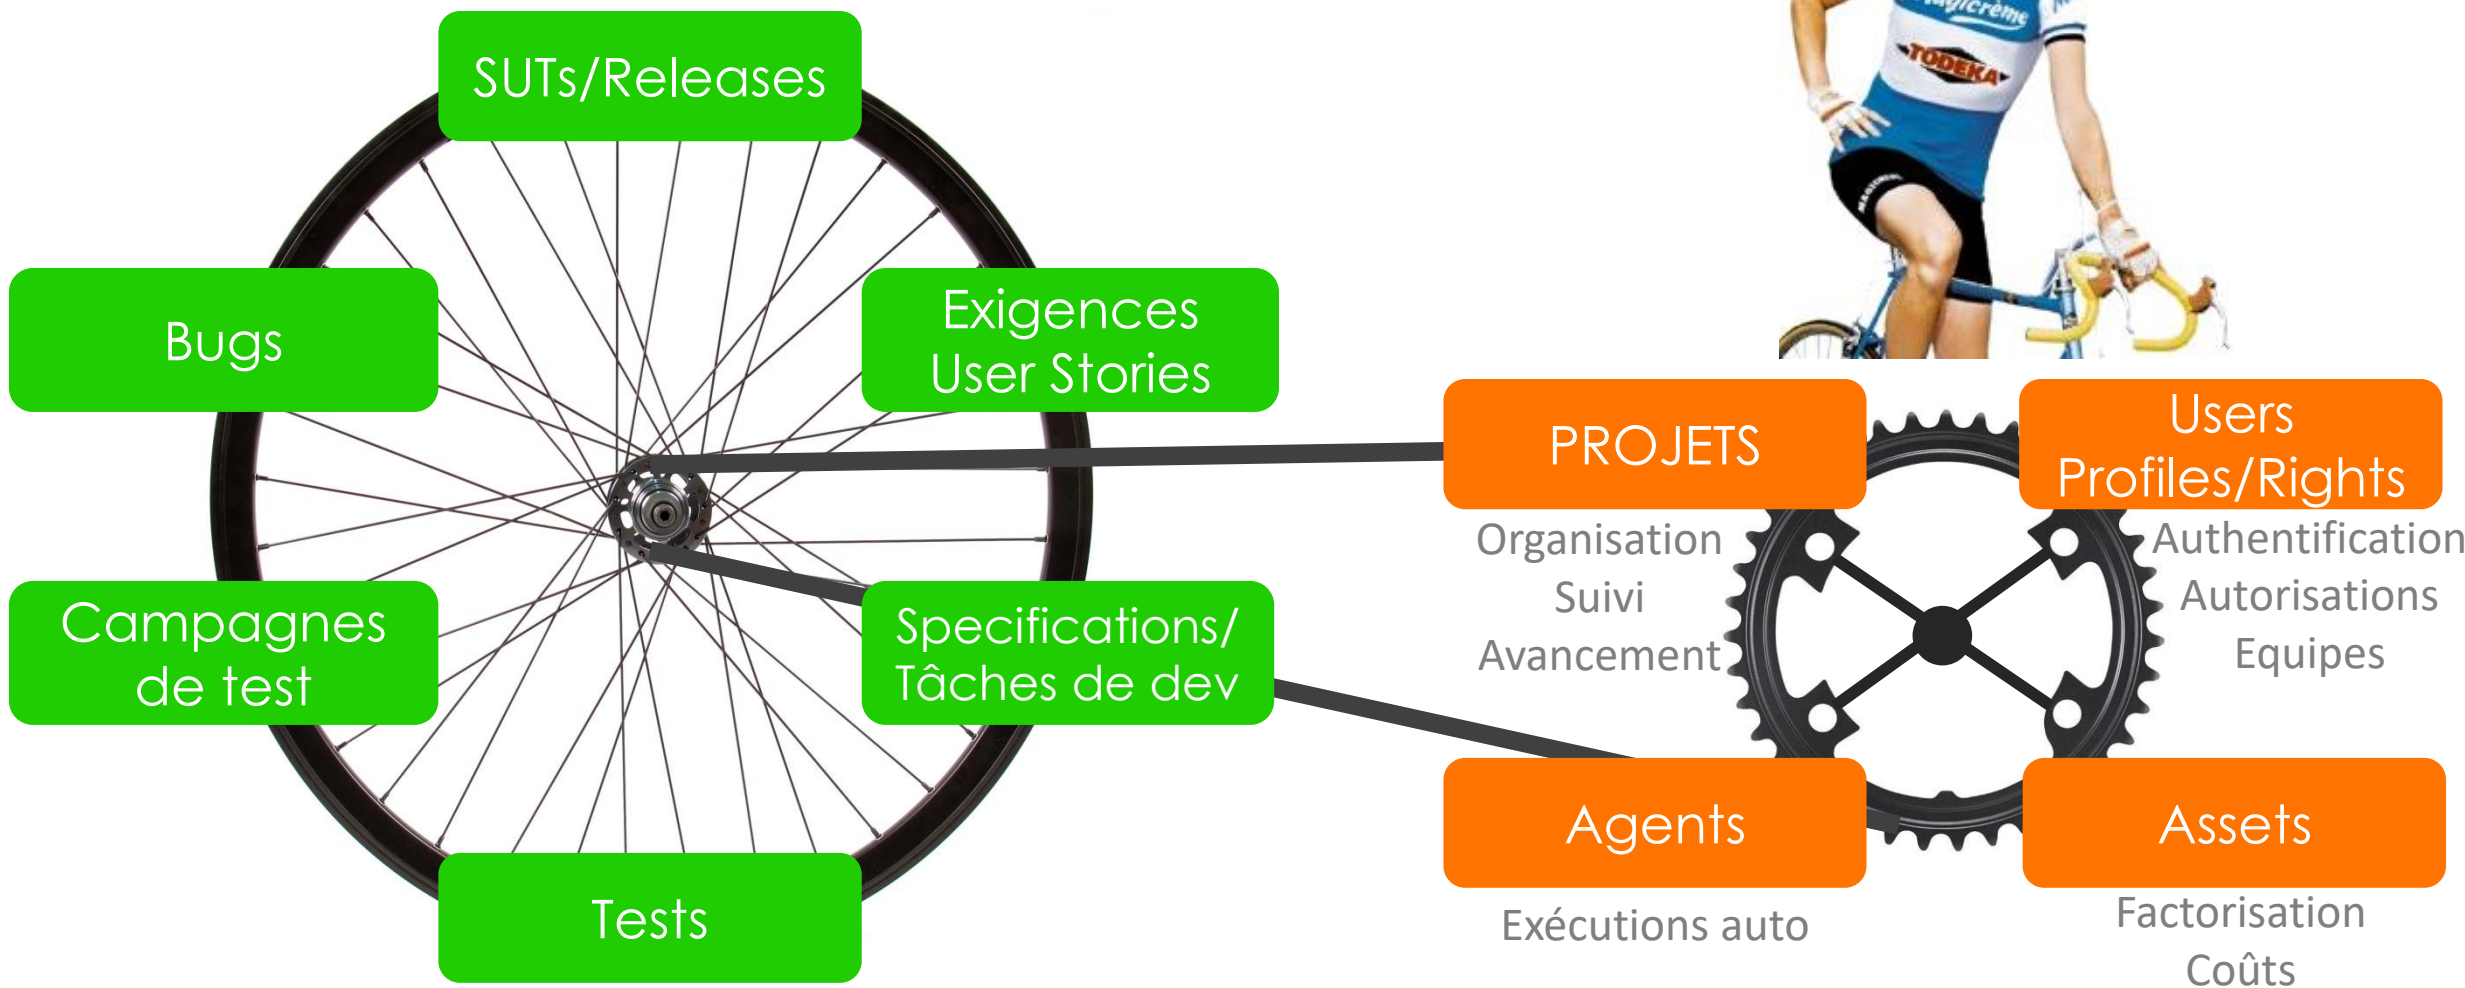 Magicrème
TODEKA
SUTs/Releases
Bugs
Exigences
User Stories
Campagnes
de test
Specifications/
Tâches de dev
Tests
PROJETS
Organisation
Suivi
Avancement
Users
Profiles/Rights
Authentification
Autorisations
Equipes
Agents
Exécutions auto
Assets
Factorisation
Coûts